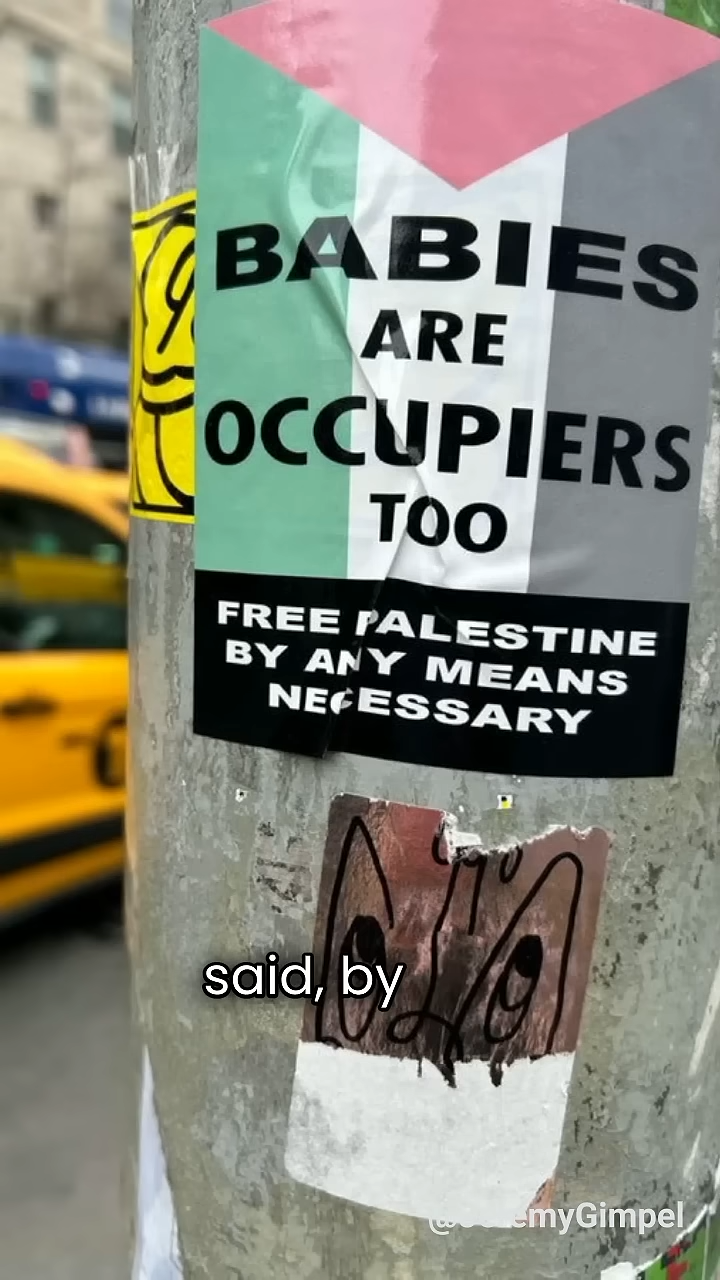 BABIES
ARE
OCCUPIERS
TOO
FREE PALESTINE
BY ANY MEANS
NECESSARY
said, by